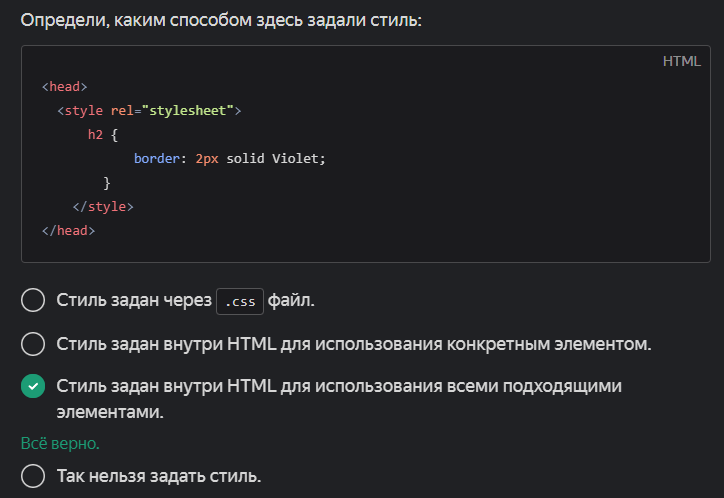 Определи, каким способом здесь задали стиль:
HTML
<head>
<style rel="stylesheet">
h2 {
border: 2px solid Violet;
}
</style>
</head>
Стиль задан через .css файл.
Стиль задан внутри HTML для использования конкретным элементом.
Стиль задан внутри HTML для использования всеми подходящими
элементами.
Всё верно.
Так нельзя задать стиль.